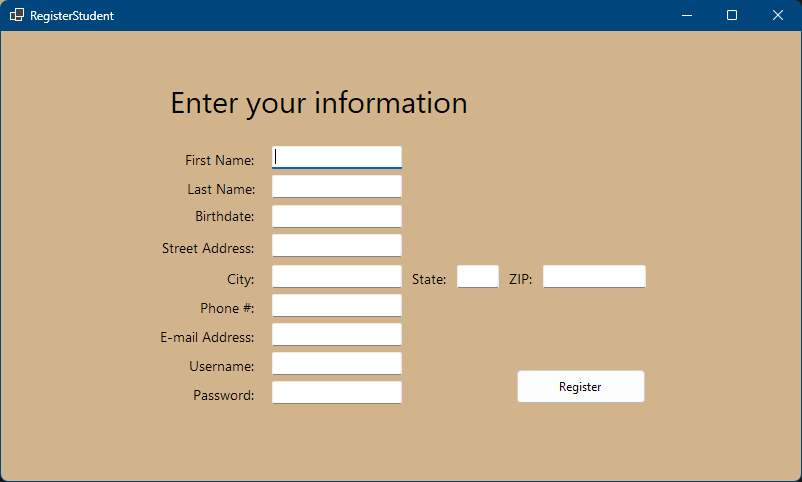 RegisterStudent
Enter your information
First Name:
Last Name:
Birthdate:
Street Address:
City: State: ZIP:
Phone #:
E-mail Address:
Username:
Password:
Register